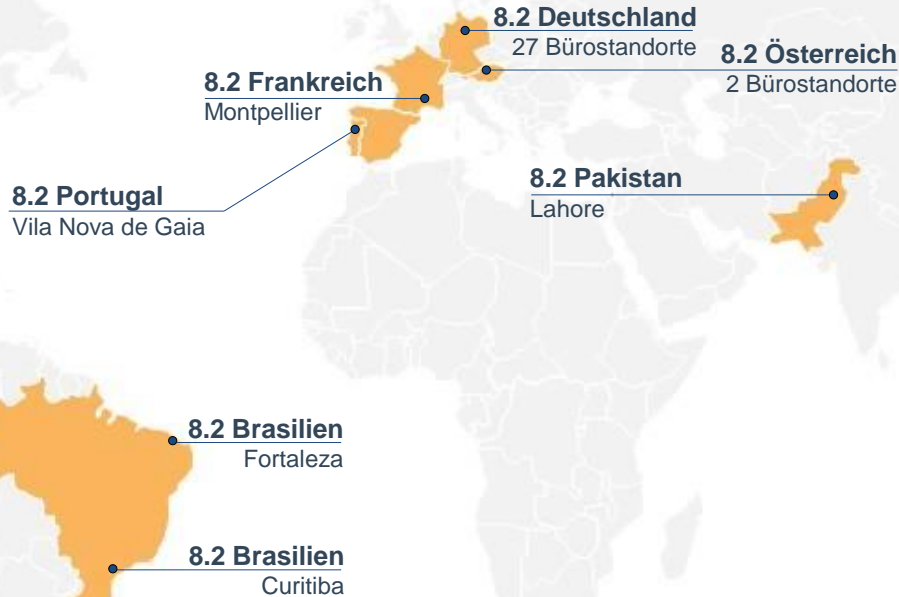 8.2 Deutschland
27 Bürostandorte
8.2 Österreich
2 Bürostandorte
8.2 Frankreich
Montpellier
8.2 Portugal
Vila Nova de Gaia
8.2 Pakistan
Lahore
8.2 Brasilien
Fortaleza
8.2 Brasilien
Curitiba